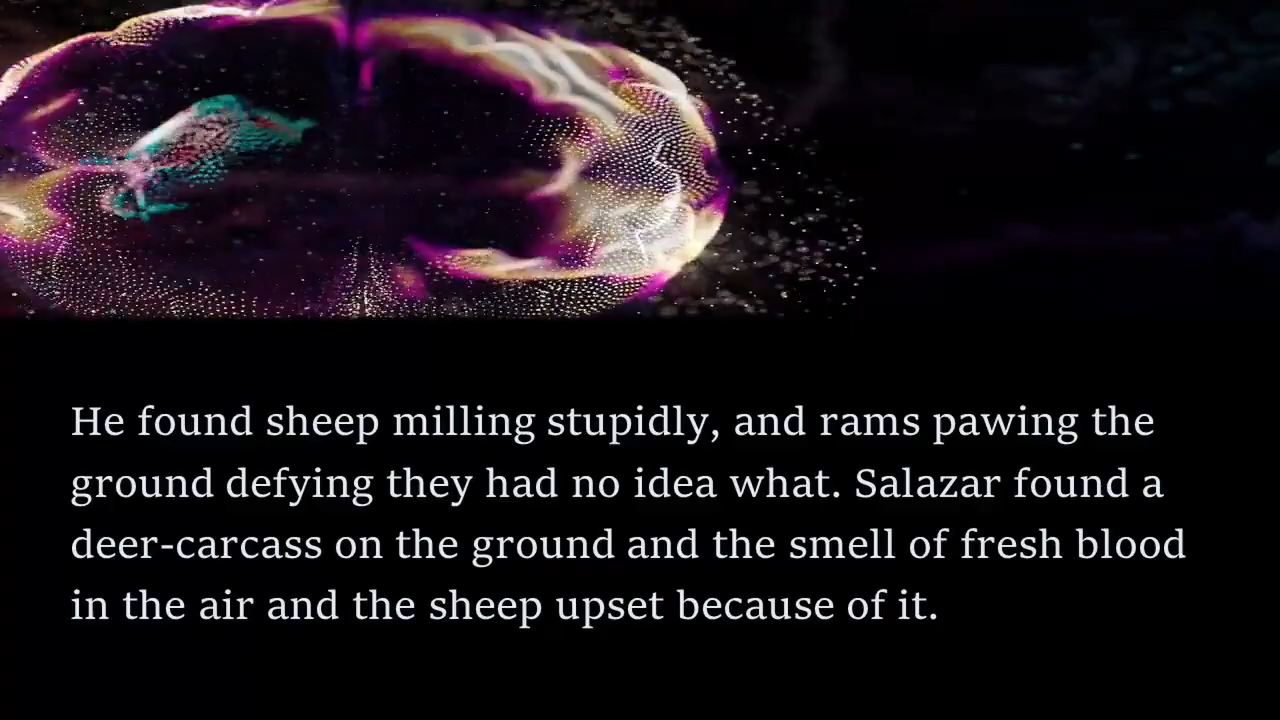 He found sheep milling stupidly, and rams pawing the
ground defying they had no idea what. Salazar found a
deer-carcass on the ground and the smell of fresh blood
in the air and the sheep upset because of it.